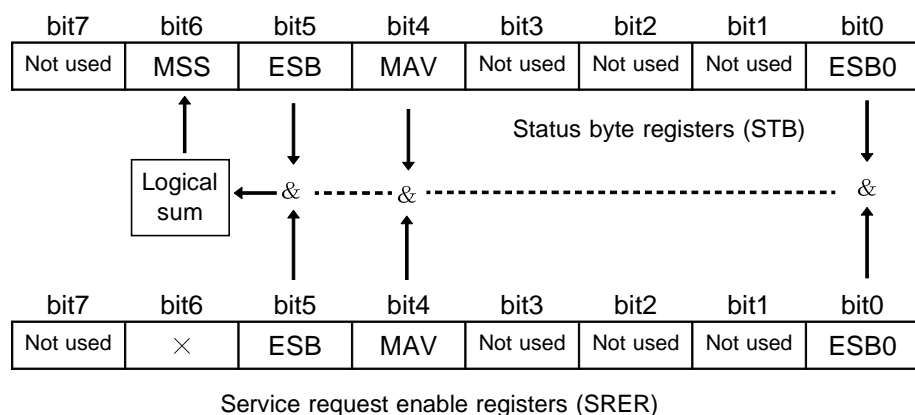 bit7 bit6 bit5 bit4 bit3 bit2 bit1 bit0
Not used MSS ESB MAV Not used Not used Not used ESB0
Status byte registers (STB)
Logical
sum
& & &
bit7 bit6 bit5 bit4 bit3 bit2 bit1 bit0
Not used × ESB MAV Not used Not used Not used ESB0
Service request enable registers (SRER)